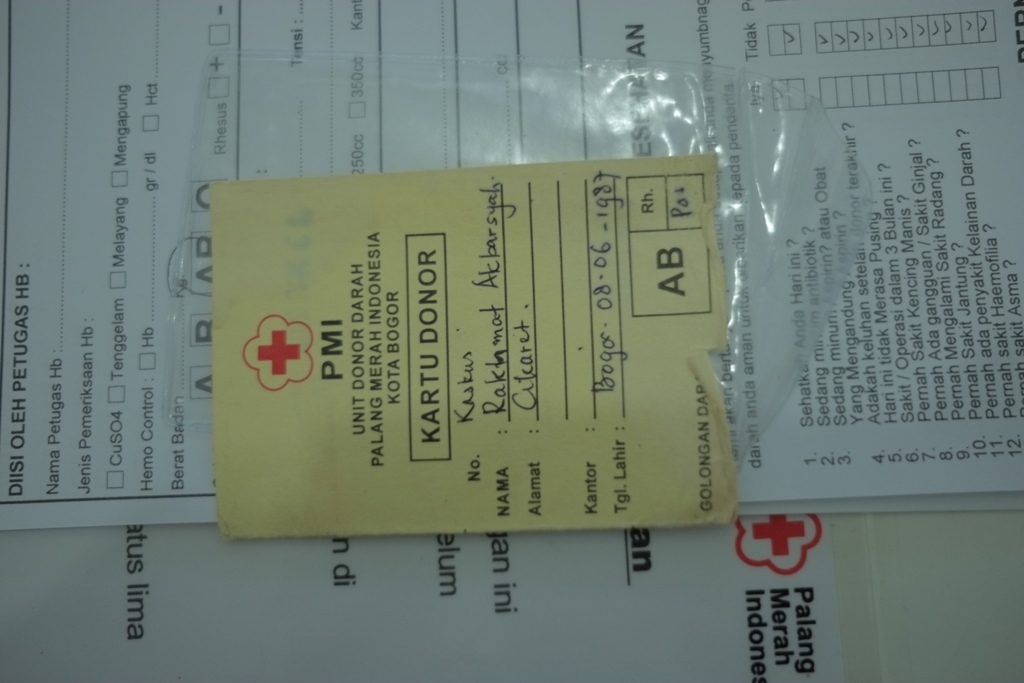 DIISI OLEH PETUGAS HB :
Nama Petugas Hb :
Jenis Pemeriksaan Hb :
CuSO4 Tenggelam Melayang Mengapung
Hemo Control : Hb gr / dl Hct
Berat Badan Kg
A B AB O Rhesus + -
Tensi :
250cc 350cc
PMI
UNIT DONOR DARAH
PALANG MERAH INDONESIA
KOTA BOGOR
KARTU DONOR
No. Kakus
NAMA : Rakhmat Akbarsyah.
Alamat : Cikaret.
Kantor :
Tgl. Lahir : Bogor. 08-06-1987
AB Rh. Pos
GOLONGAN DAR
Iya Tidak
1. Sehatkah Anda Hari ini ?
2. Sedang minum antibiotik ?
3. Sedang minum Aspirin? atau Obat
Yang Mengandung Aspirin ?
4. Adakah keluhan setelah donor terakhir ?
5. Hari ini tidak Merasa Pusing
6. Sakit / Operasi dalam 3 Bulan ini ?
7. Pernah Sakit Kencing Manis ?
8. Pernah Ada gangguan / Sakit Ginjal ?
9. Pernah Mengalami Sakit Radang ?
10. Pernah Sakit Jantung ?
11. Pernah ada penyakit Kelainan Darah ?
12. Pernah sakit Haemofilia ?
Pernah sakit Asma ?
atus lima
n di
elum
an ini
an
Palang
Merah
Indones